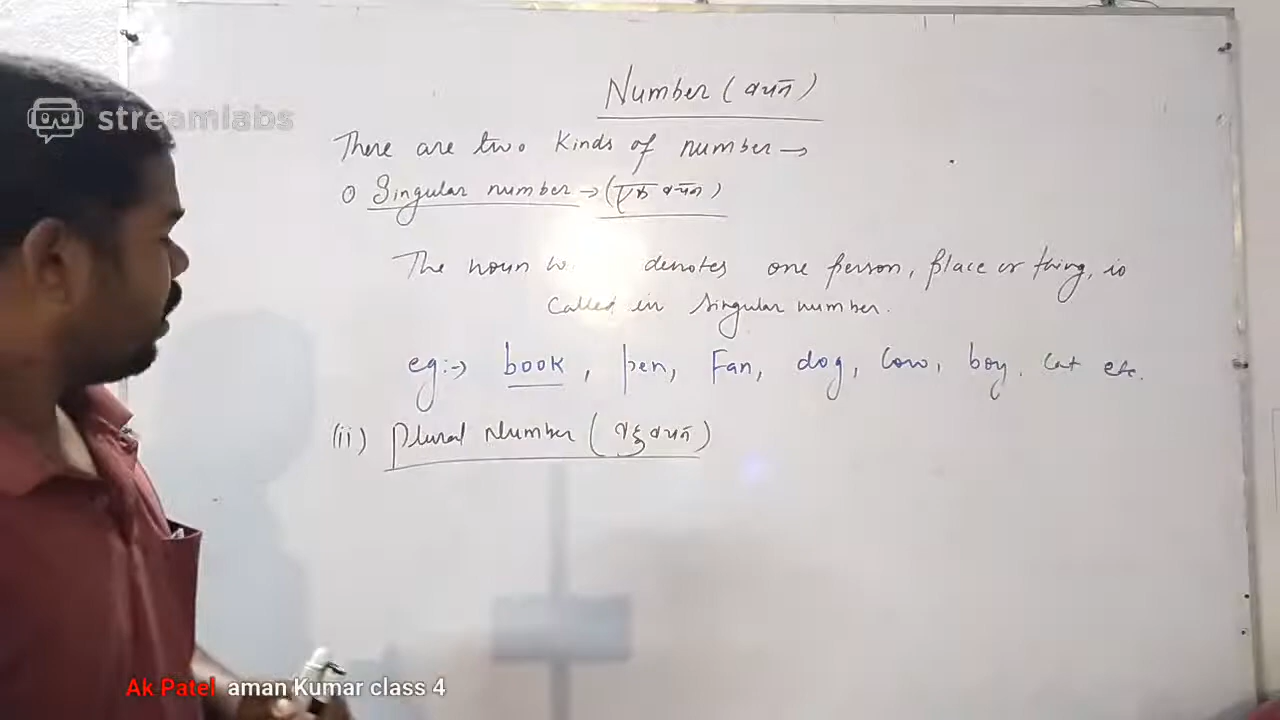 streamlabs
Number (वचन)
There are two kinds of number →
Singular number → (एक वचन)
The noun denotes one person, place or thing, is
called in singular number.
eg:→ book, pen, Fan, dog, Cow, boy, cat etc.
(ii) Plural Number (बहुवचन)
Ak Patel aman Kumar class 4